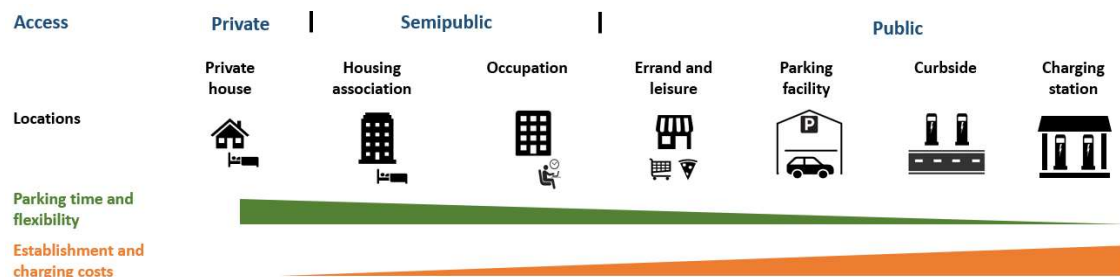 Access
Private
Semipublic
Public
Private
house
Housing
association
Occupation
Errand and
leisure
Parking
facility
Curbside
Charging
station
Locations
P
Parking time and
flexibility
Establishment and
charging costs